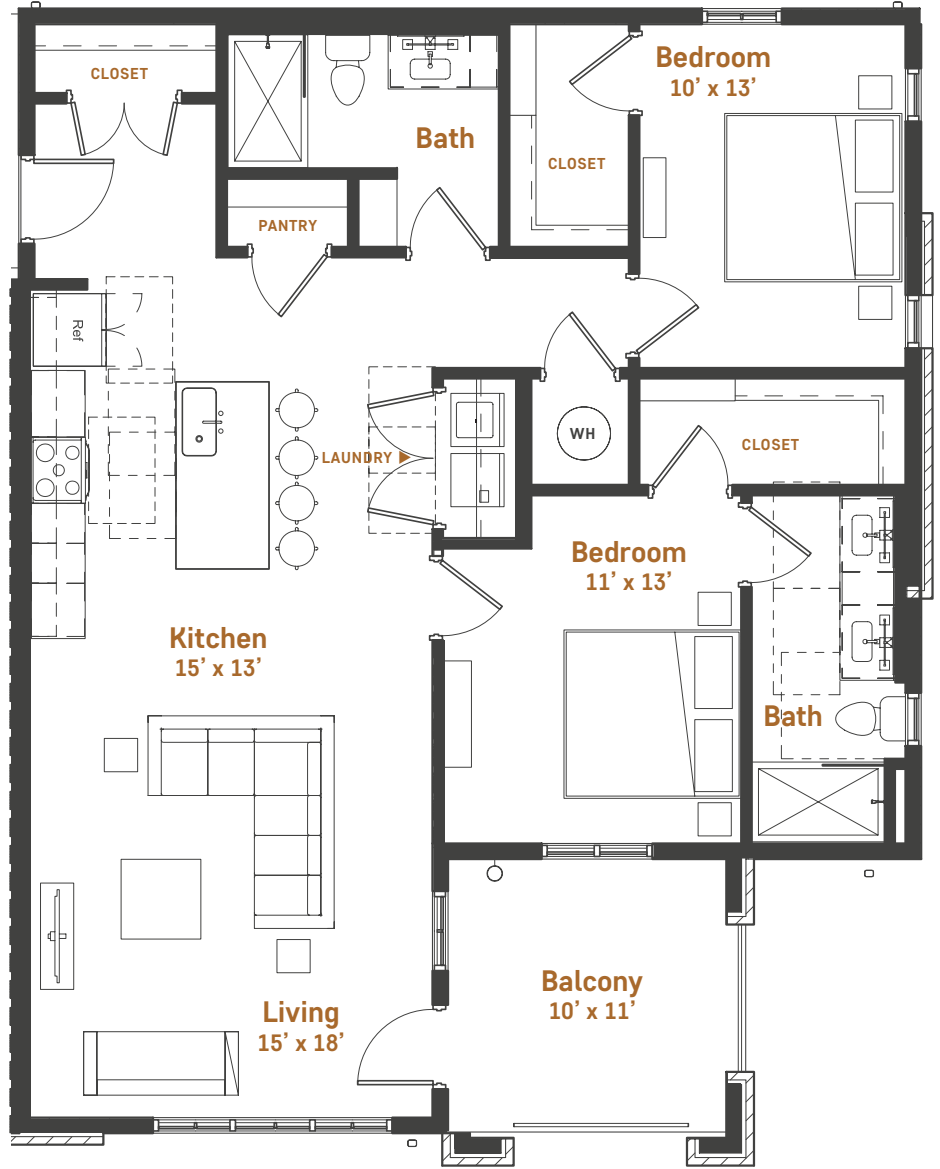 CLOSET
Bath
Bedroom
10’ x 13’
CLOSET
PANTRY
Ref
LAUNDRY
WH
CLOSET
Bedroom
11’ x 13’
Kitchen
15’ x 13’
Bath
Balcony
10’ x 11’
Living
15’ x 18’